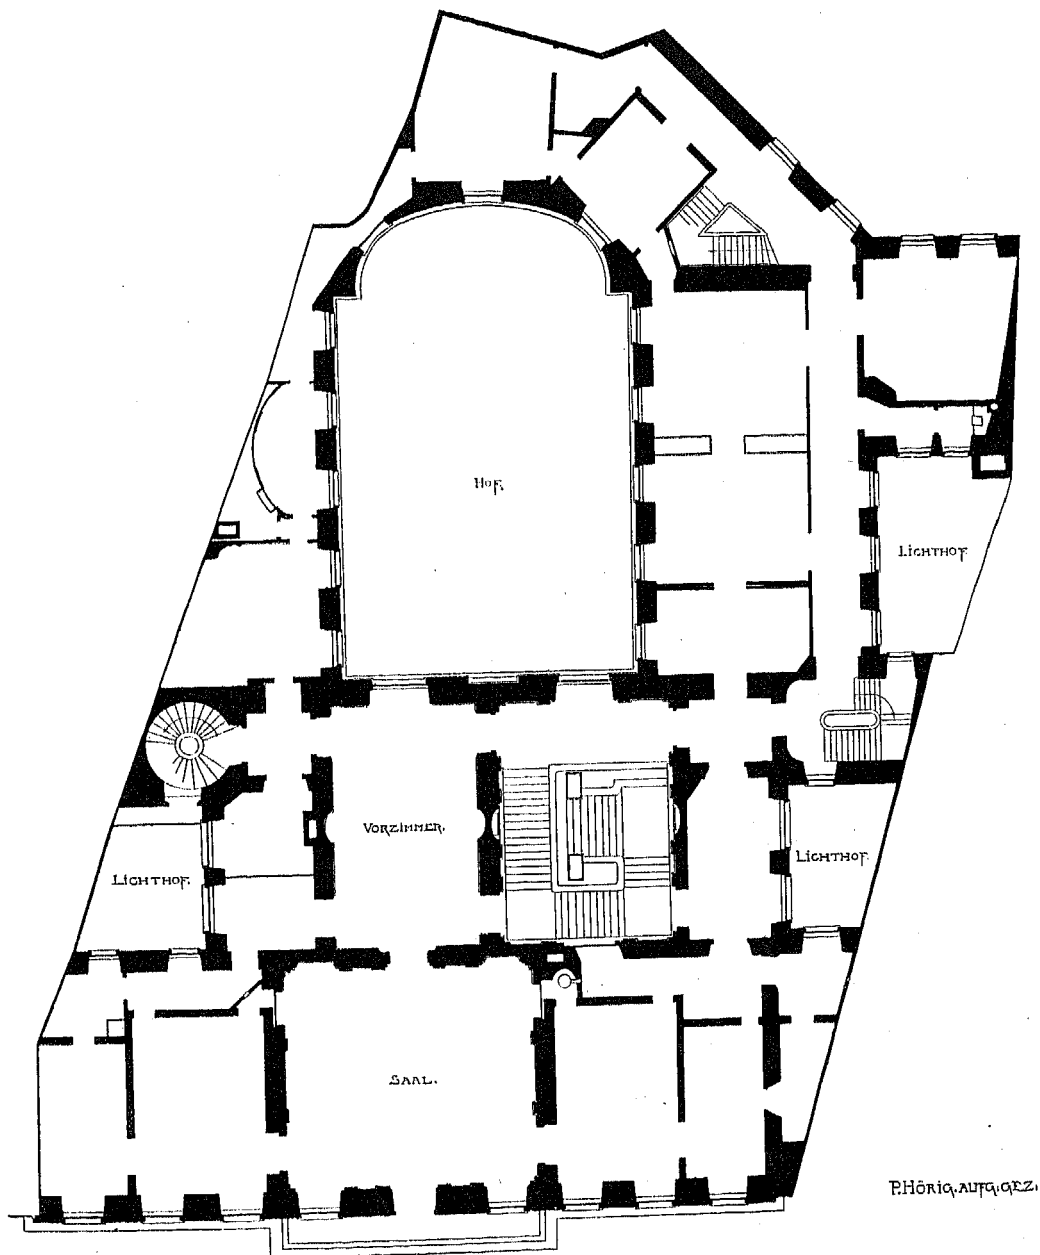 HOF.
LICHTHOF
VORZIMMER.
LICHTHOF.
LICHTHOF.
SAAL.
P.HÖRIG.AUFG.GEZ.